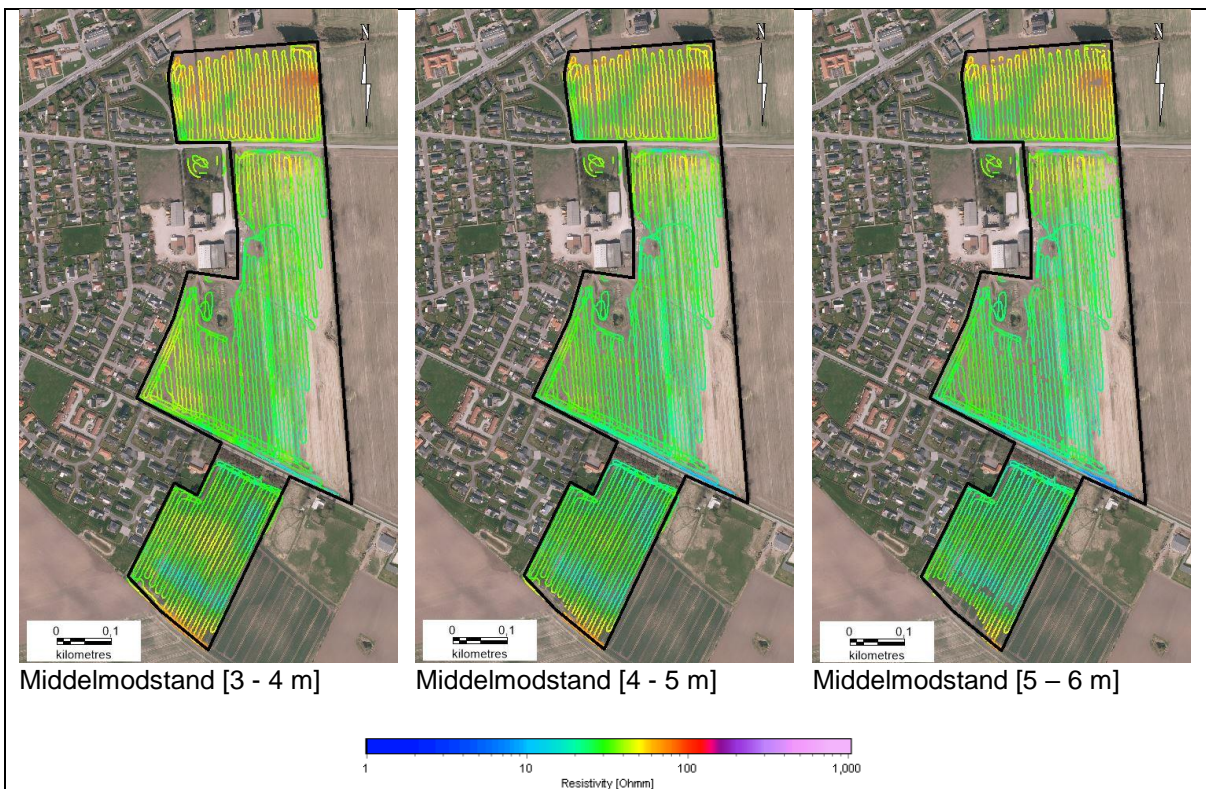 N
N
N
0 0,1
kilometres
0 0,1
kilometres
0 0,1
kilometres
Middelmodstand [3 - 4 m]
Middelmodstand [4 - 5 m]
Middelmodstand [5 – 6 m]
1 10 100 1,000
Resistivity [Ohmm]